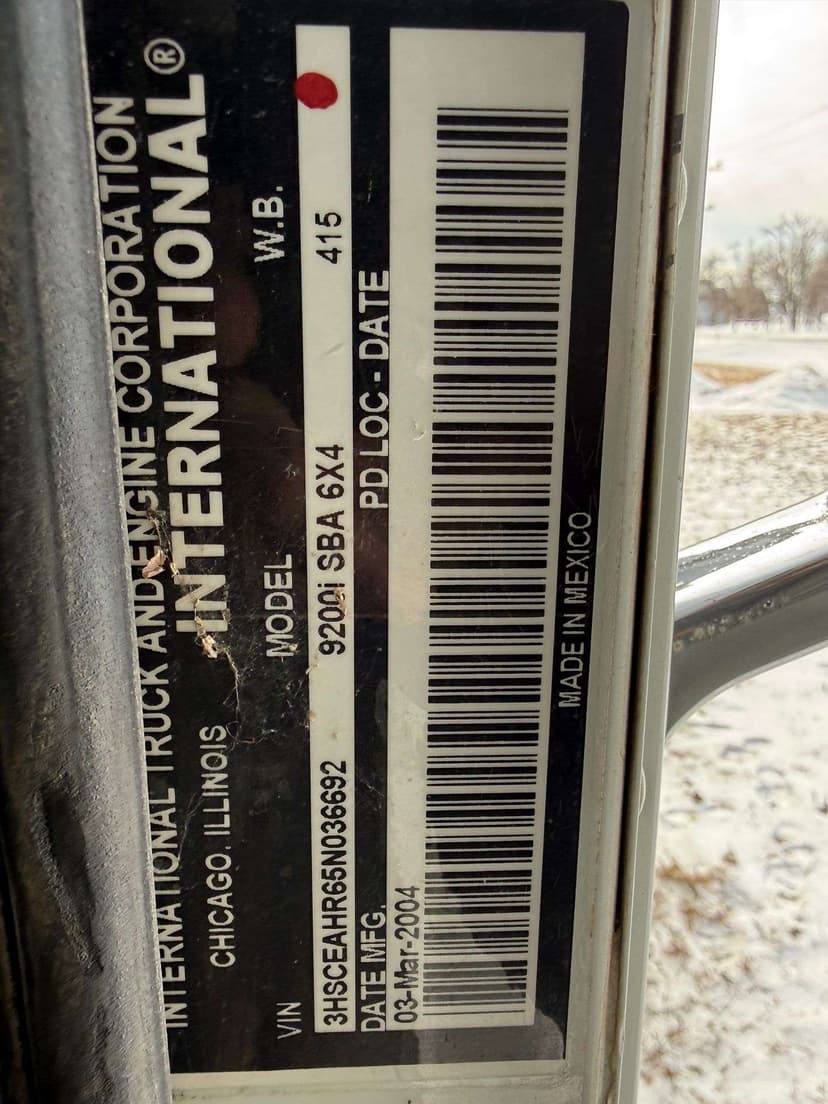 INTERNATIONAL TRUCK AND ENGINE CORPORATION
CHICAGO, ILLINOIS INTERNATIONAL®
VIN MODEL W.B.
3HSCEAHR65N036692 9200i SBA 6X4 415
DATE MFG. PD LOC - DATE
03-Mar-2004
MADE IN MEXICO